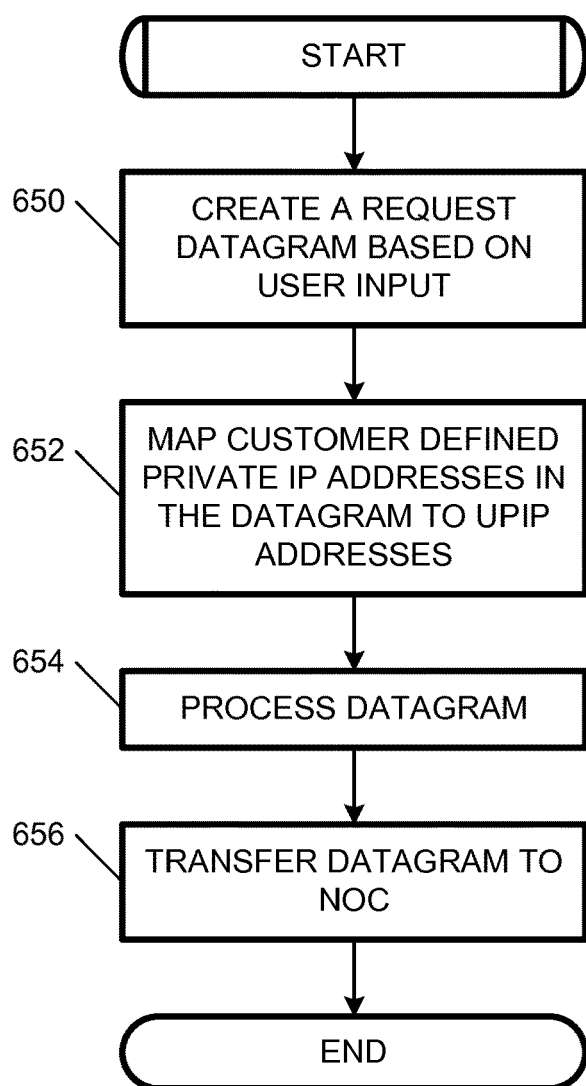 START
650
CREATE A REQUEST
DATAGRAM BASED ON
USER INPUT
652
MAP CUSTOMER DEFINED
PRIVATE IP ADDRESSES IN
THE DATAGRAM TO UPIP
ADDRESSES
654
PROCESS DATAGRAM
656
TRANSFER DATAGRAM TO
NOC
END